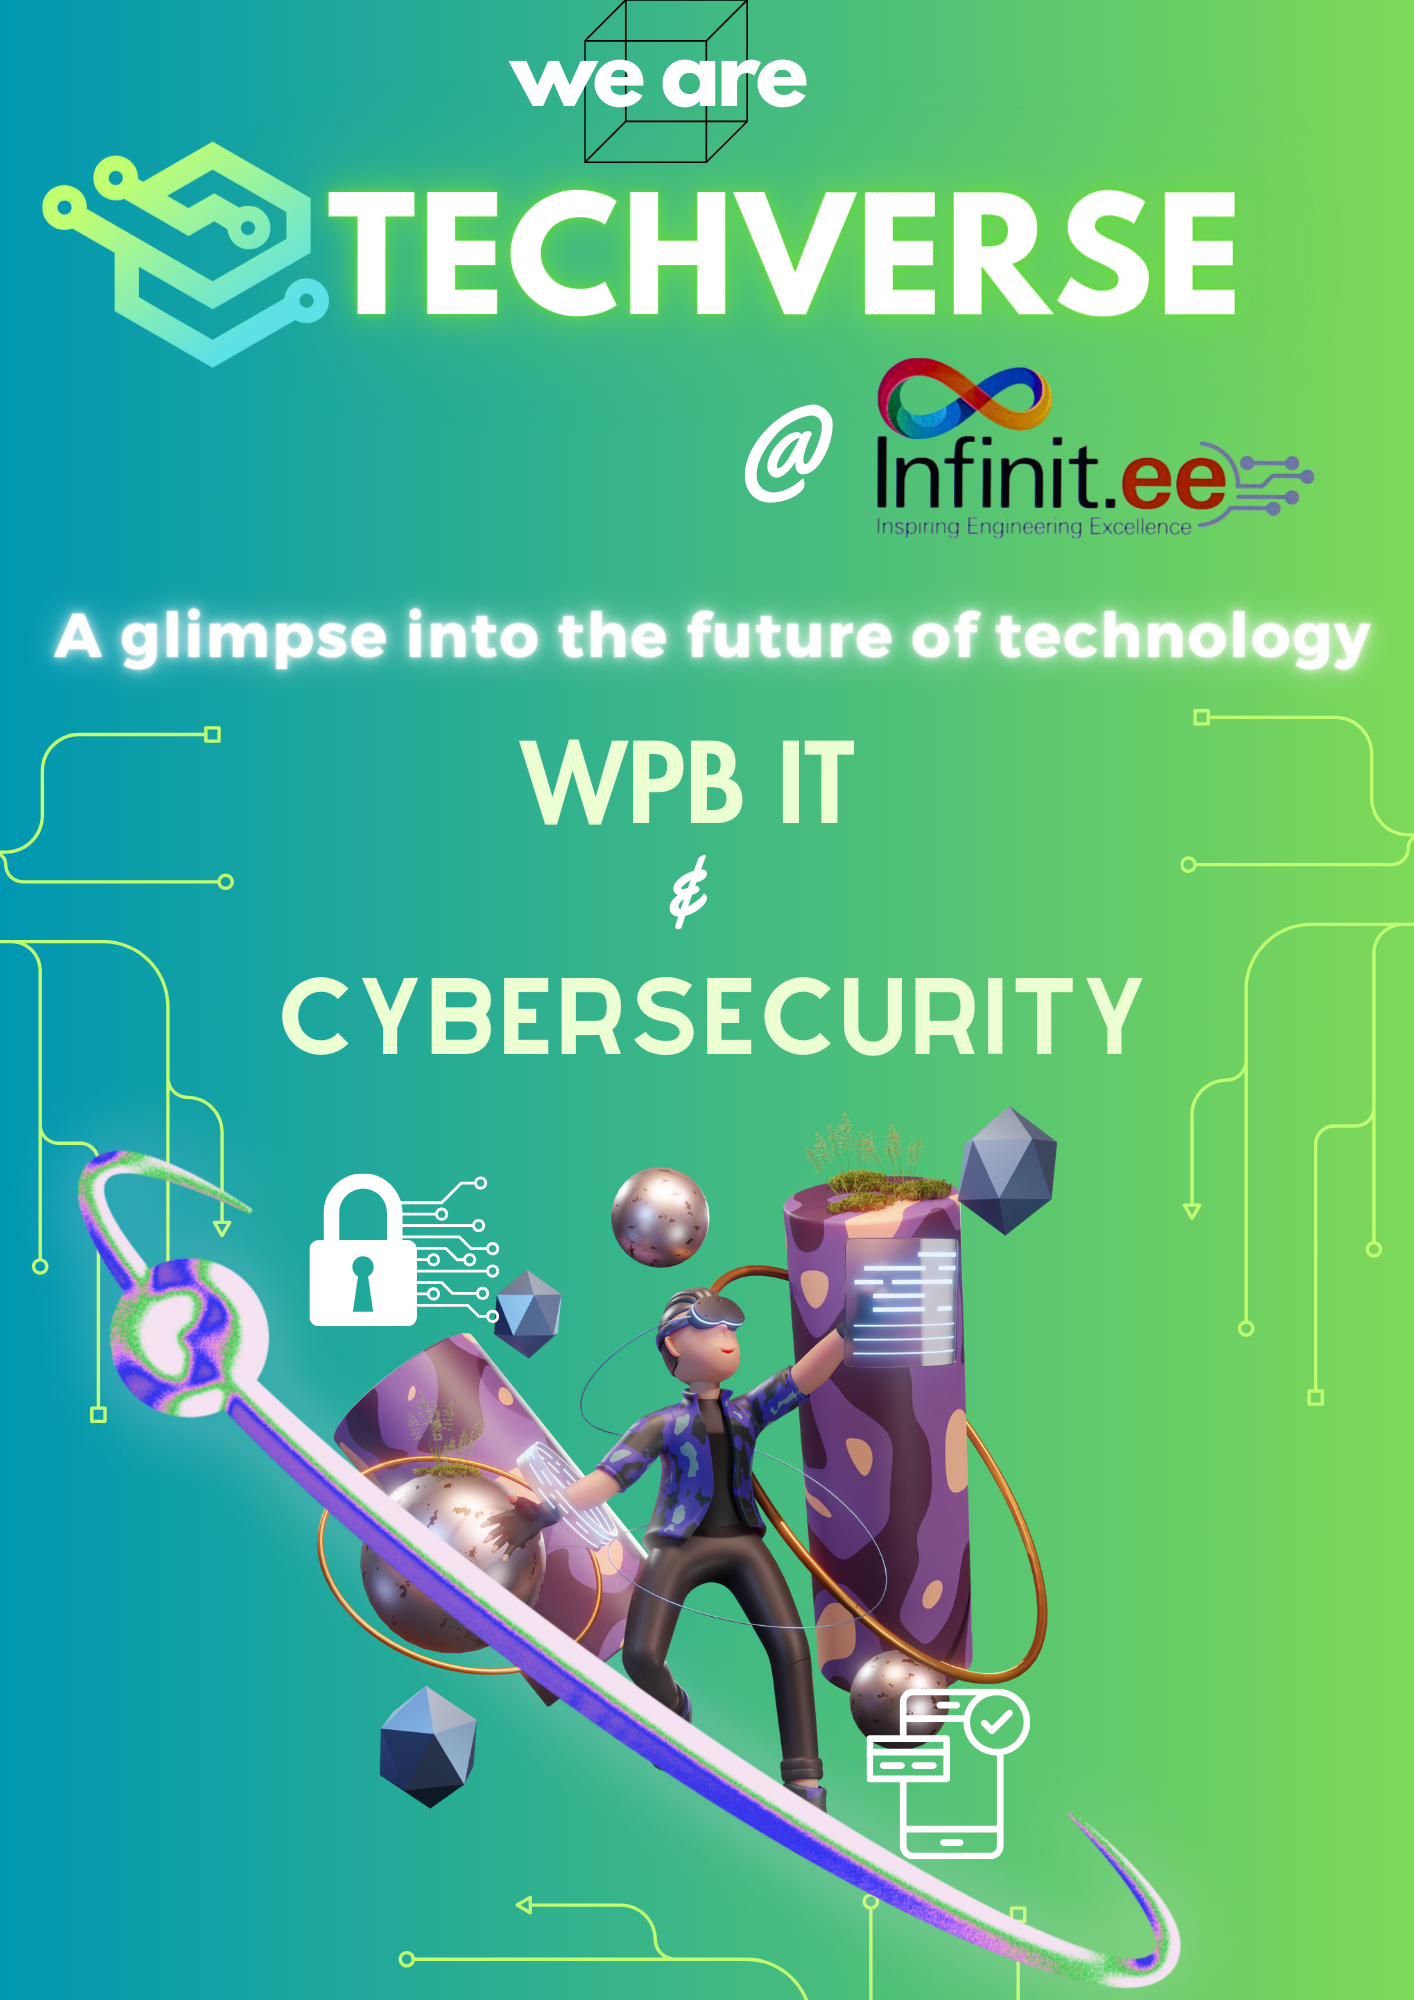 we are
TECHVERSE
@
Infinit.ee
Inspiring Engineering Excellence
A glimpse into the future of technology
WPB IT
&
CYBERSECURITY